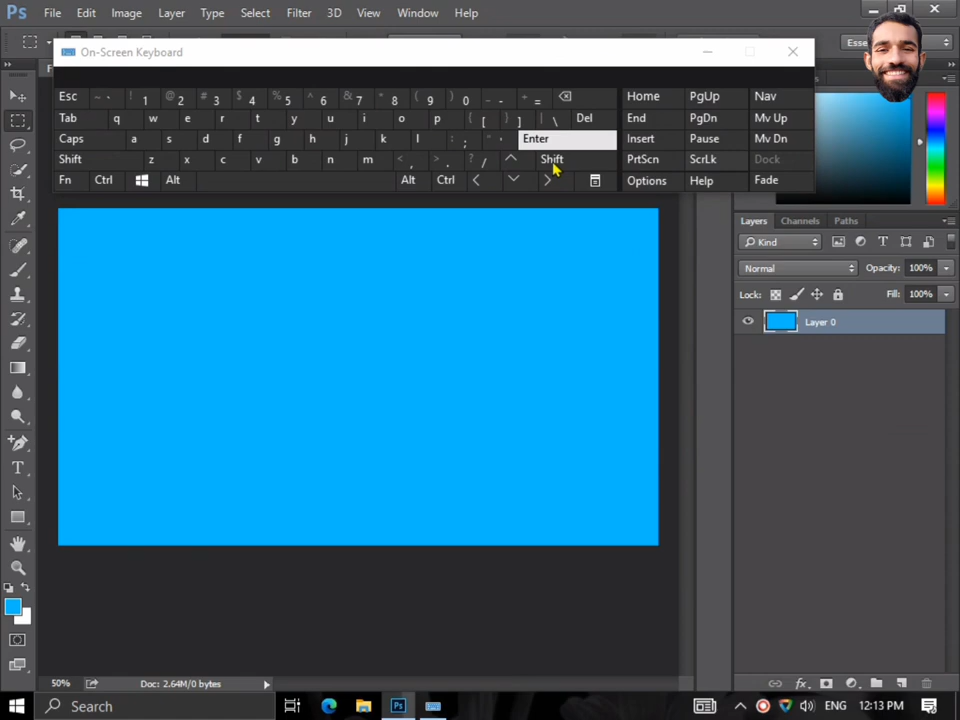 Ps File Edit Image Layer Type Select Filter 3D View Window Help
On-Screen Keyboard
Esse
Esc ~ ` ! 1 @ 2 # 3 $ 4 % 5 ^ 6 & 7 * 8 ( 9 ) 0 _ - + = Home PgUp Nav
Tab q w e r t y u i o p { [ } ] | \ Del End PgDn Mv Up
Caps a s d f g h j k l : ; " ' Enter Insert Pause Mv Dn
Shift z x c v b n m < , > . ? / Shift PrtScn ScrLk Dock
Fn Ctrl Alt Alt Ctrl Options Help Fade
Layers Channels Paths
Kind
Normal Opacity: 100%
Lock: Fill: 100%
Layer 0
T
fx
50% Doc: 2.64M/0 bytes
Search Ps ENG 12:13 PM